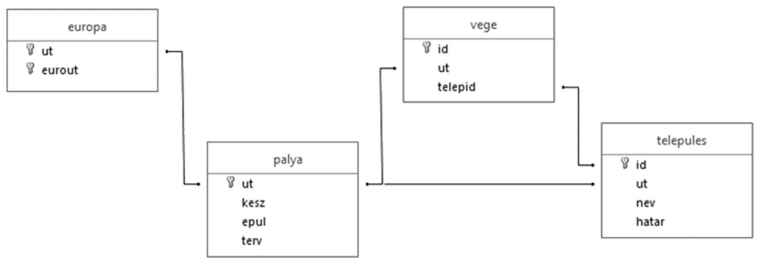 europa
ut
eurout
vege
id
ut
telepid
palya
ut
kesz
epul
terv
telepules
id
ut
nev
hatar